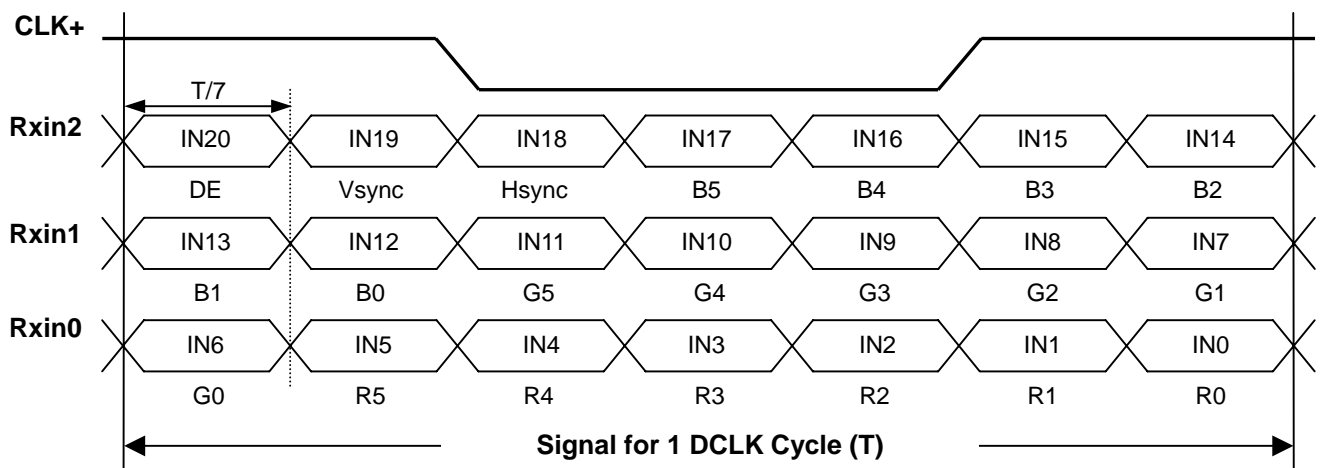 CLK+
T/7
Rxin2 IN20 IN19 IN18 IN17 IN16 IN15 IN14
DE Vsync Hsync B5 B4 B3 B2
Rxin1 IN13 IN12 IN11 IN10 IN9 IN8 IN7
B1 B0 G5 G4 G3 G2 G1
Rxin0 IN6 IN5 IN4 IN3 IN2 IN1 IN0
G0 R5 R4 R3 R2 R1 R0
Signal for 1 DCLK Cycle (T)